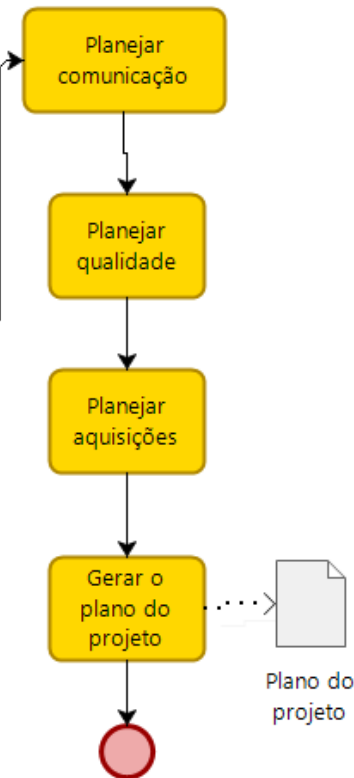 Planejar
comunicação
Planejar
qualidade
Planejar
aquisições
Gerar o
plano do
projeto
Plano do
projeto